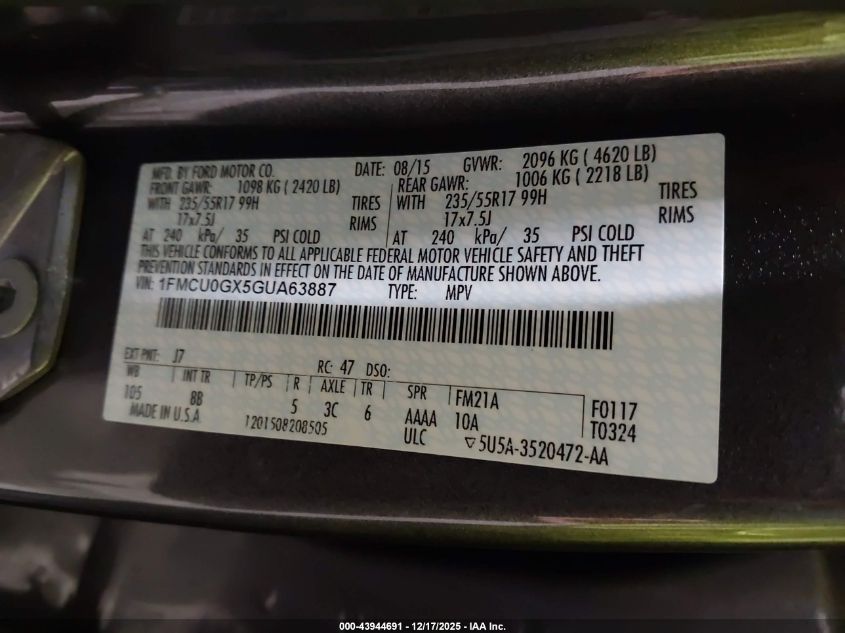 MFD. BY FORD MOTOR CO. DATE: 08/15 GVWR: 2096 KG ( 4620 LB)
FRONT GAWR: 1098 KG ( 2420 LB) REAR GAWR: 1006 KG ( 2218 LB)
WITH 235/55R17 99H TIRES WITH 235/55R17 99H TIRES
17x7.5J RIMS 17x7.5J RIMS
AT 240 kPa/ 35 PSI COLD AT 240 kPa/ 35 PSI COLD
THIS VEHICLE CONFORMS TO ALL APPLICABLE FEDERAL MOTOR VEHICLE SAFETY AND THEFT
PREVENTION STANDARDS IN EFFECT ON THE DATE OF MANUFACTURE SHOWN ABOVE.
VIN: 1FMCU0GX5GUA63887 TYPE: MPV
EXT PNT: J7 RC: 47 DSO:
WB INT TR TP/PS R AXLE TR SPR FM21A F0117
105 8B 5 3C 6 AAAA 10A T0324
MADE IN U.S.A 1201508208505 ULC ▽5U5A-3520472-AA
000-43944691 - 12/17/2025 - IAA Inc.